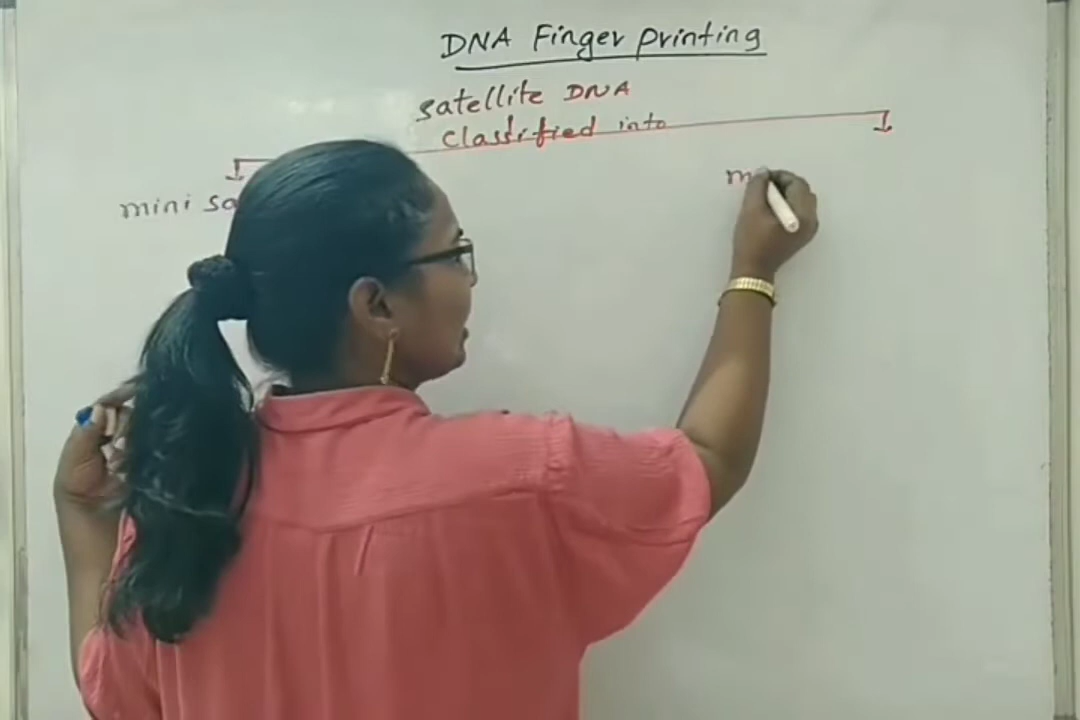 DNA Finger printing
satellite DNA
classified into
mini sa
m